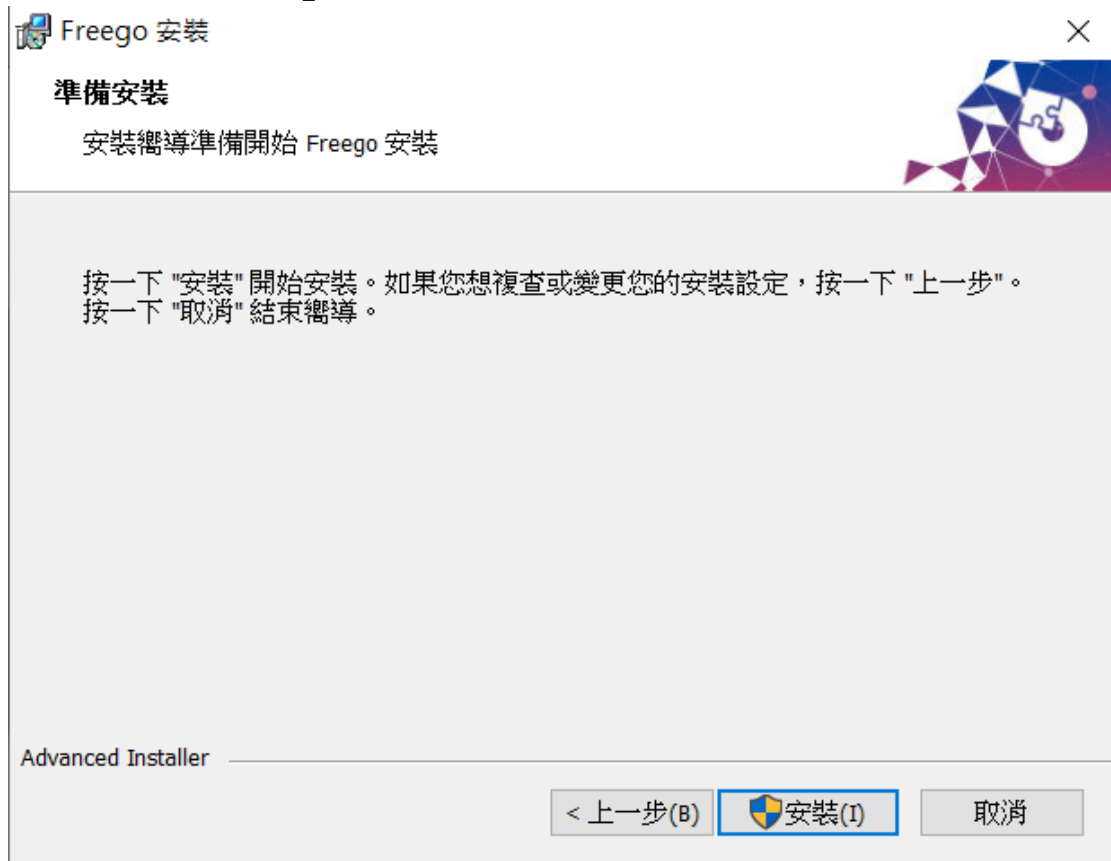 Freego 安裝
準備安裝
安裝嚮導準備開始 Freego 安裝
按一下 "安裝" 開始安裝。如果您想複查或變更您的安裝設定，按一下 "上一步"。
按一下 "取消" 結束嚮導。
Advanced Installer
< 上一步(B) 安裝(I) 取消